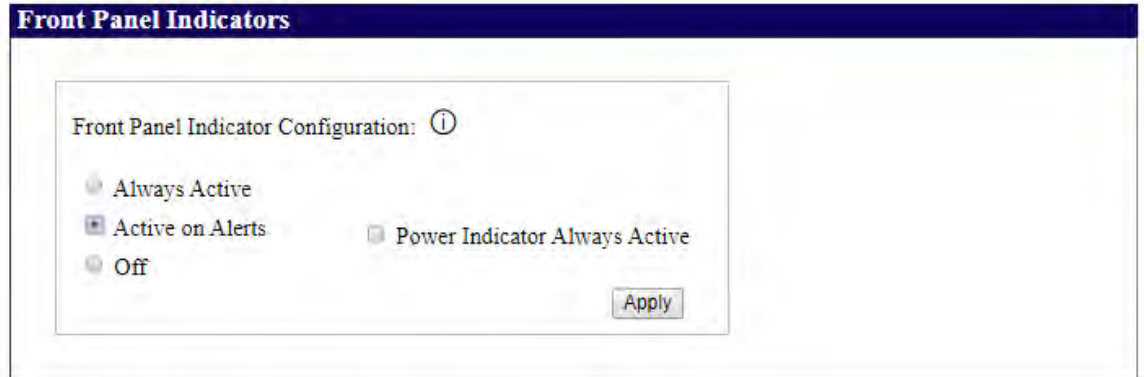 Front Panel Indicators
Front Panel Indicator Configuration: ⓘ
Always Active
Active on Alerts
Power Indicator Always Active
Off
Apply